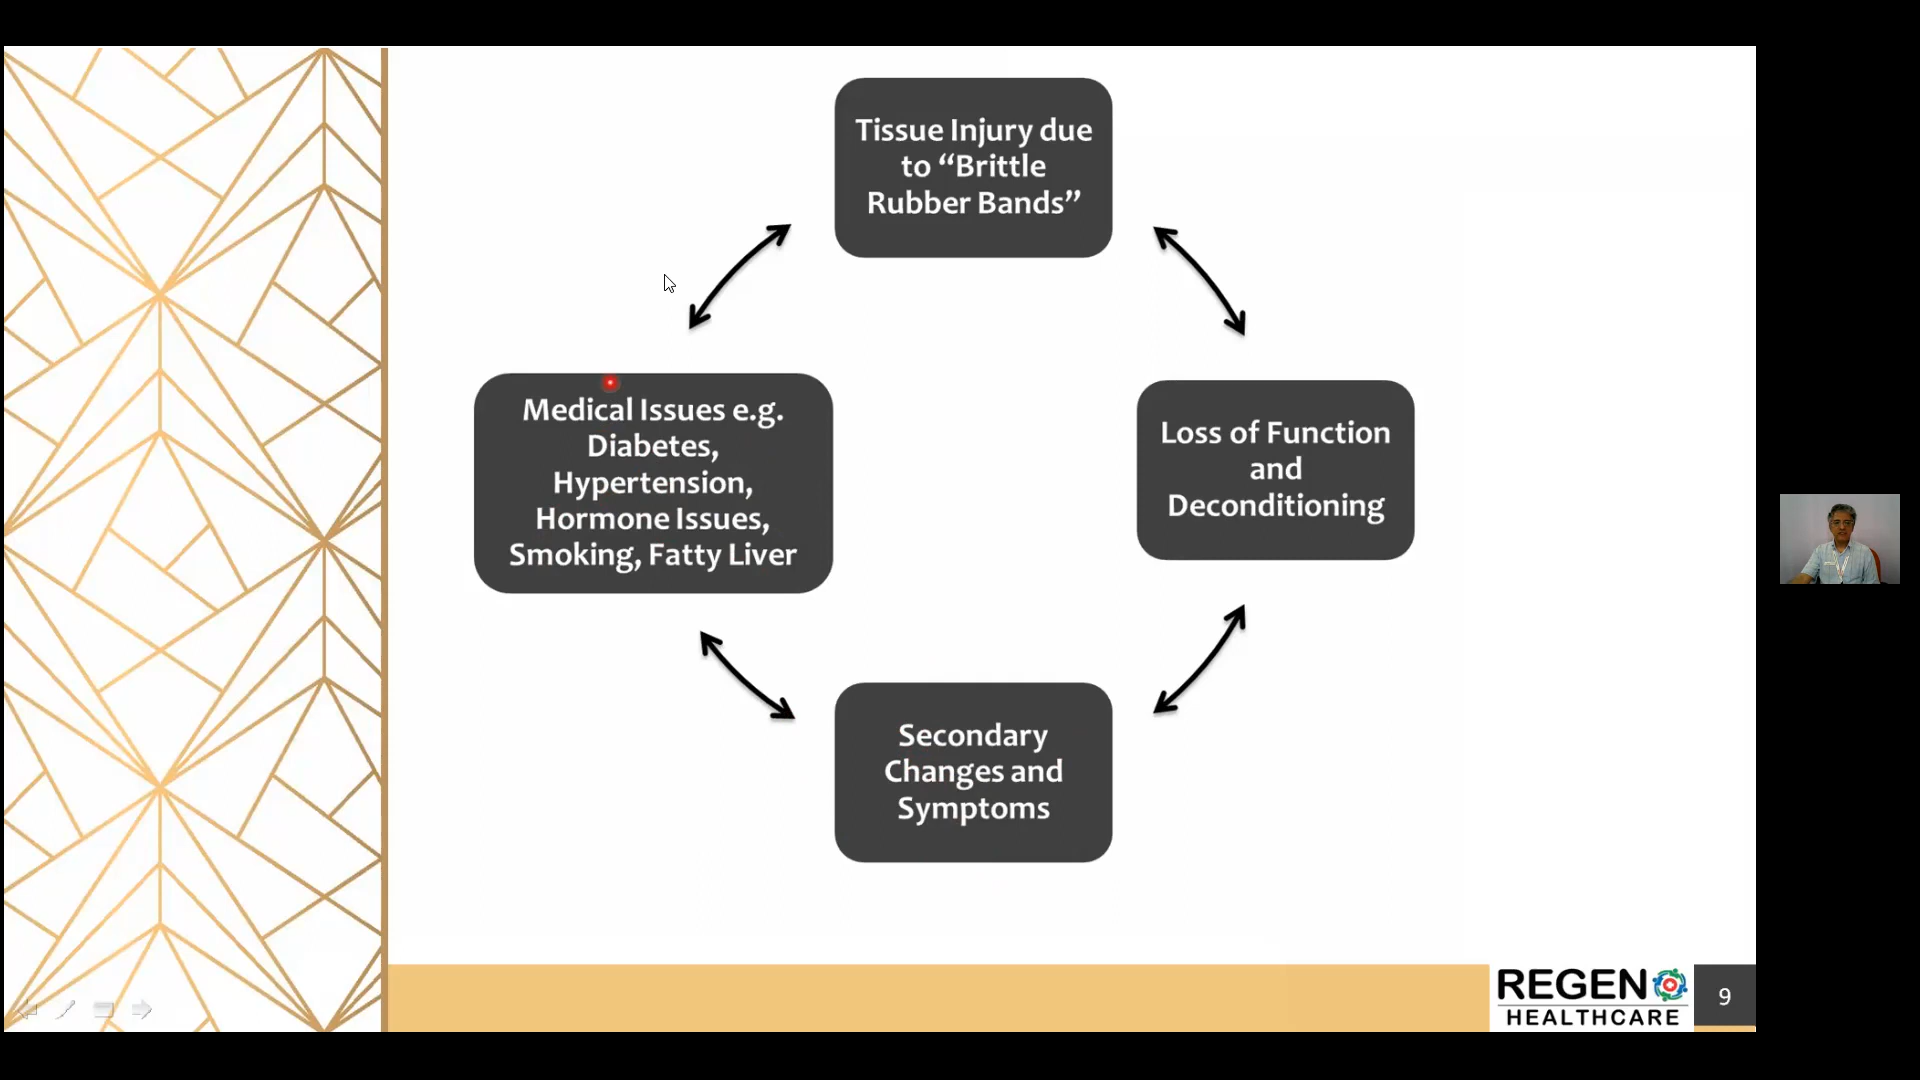 Tissue Injury due
to “Brittle
Rubber Bands”
Medical Issues e.g.
Diabetes,
Hypertension,
Hormone Issues,
Smoking, Fatty Liver
Loss of Function
and
Deconditioning
Secondary
Changes and
Symptoms
REGEN
HEALTHCARE
9